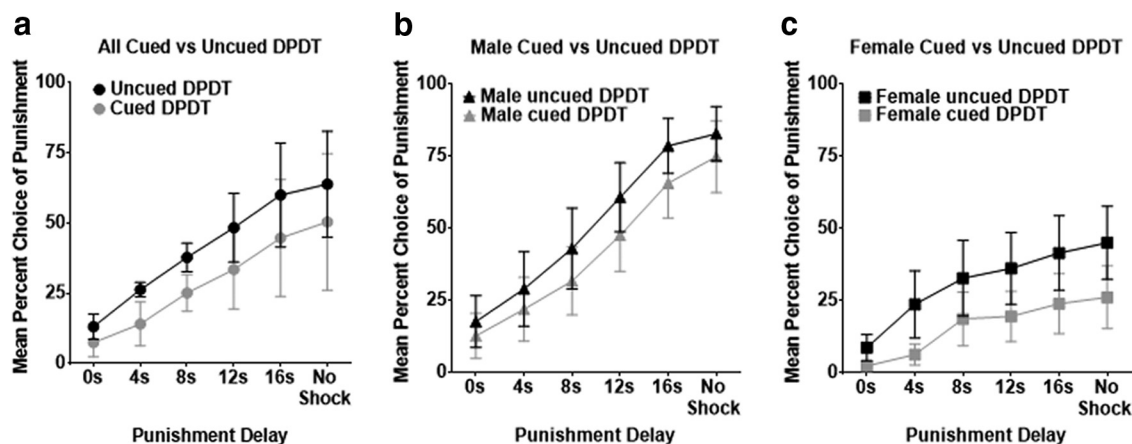 a
All Cued vs Uncued DPDT
Uncued DPDT
Cued DPDT
Mean Percent Choice of Punishment
100
75
50
25
0
0s 4s 8s 12s 16s No
Shock
Punishment Delay
b
Male Cued vs Uncued DPDT
Male uncued DPDT
Male cued DPDT
Mean Percent Choice of Punishment
100
75
50
25
0
0s 4s 8s 12s 16s No
Shock
Punishment Delay
c
Female Cued vs Uncued DPDT
Female uncued DPDT
Female cued DPDT
Mean Percent Choice of Punishment
100
75
50
25
0
0s 4s 8s 12s 16s No
Shock
Punishment Delay